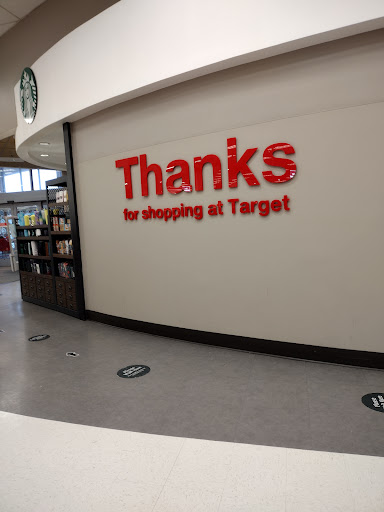 Thanks
for shopping at Target